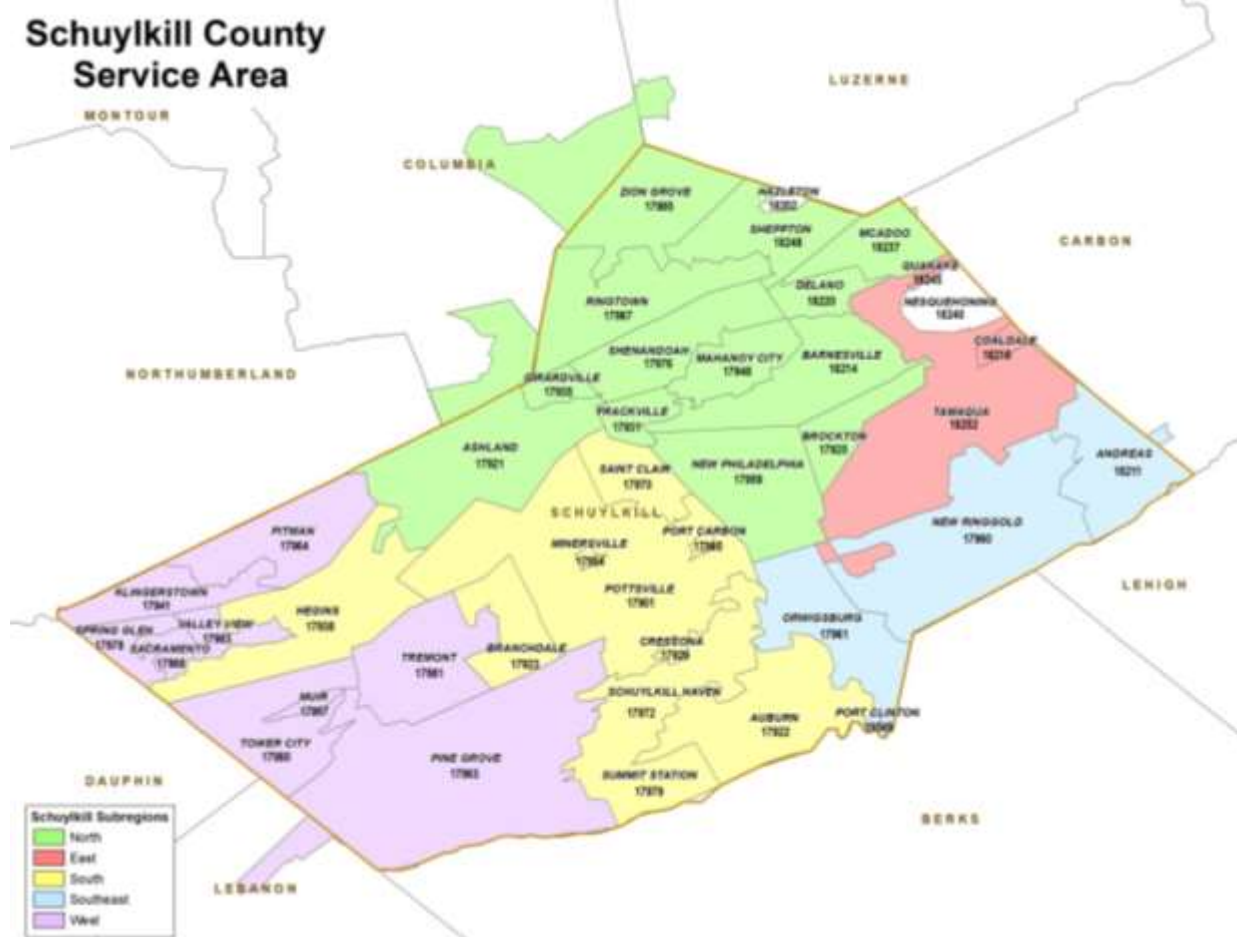 Schuylkill County
Service Area
LUZERNE
MONTOUR
COLUMBIA
CARBON
NORTHUMBERLAND
SCHUYLKILL
LEHIGH
DAUPHIN
BERKS
LEBANON
ZION GROVE
HAZLETON
SHEPPTON
18248
MCADOO
18237
QUAKAKE
18245
DELANO
18220
NESQUEHONING
18240
RINGTOWN
17967
COALDALE
18218
SHENANDOAH
17976
MAHANOY CITY
17948
BARNESVILLE
18214
GIRARDVILLE
17935
FRACKVILLE
17931
TAMAQUA
18252
ASHLAND
17921
BROCKTON
SAINT CLAIR
17970
NEW PHILADELPHIA
17959
ANDREAS
18211
PITMAN
17964
PORT CARBON
MINERSVILLE
17954
NEW RINGGOLD
17960
POTTSVILLE
17901
KLINGERSTOWN
17941
HEGINS
17938
SPRING GLEN
17978
VALLEY VIEW
17983
SACRAMENTO
17968
ORWIGSBURG
17961
TREMONT
17981
BRANCHDALE
17923
CRESSONA
17929
MUIR
17957
SCHUYLKILL HAVEN
17972
AUBURN
17922
PORT CLINTON
TOWER CITY
17980
PINE GROVE
17963
SUMMIT STATION
17979
Schuylkill Subregions
North
East
South
Southeast
West